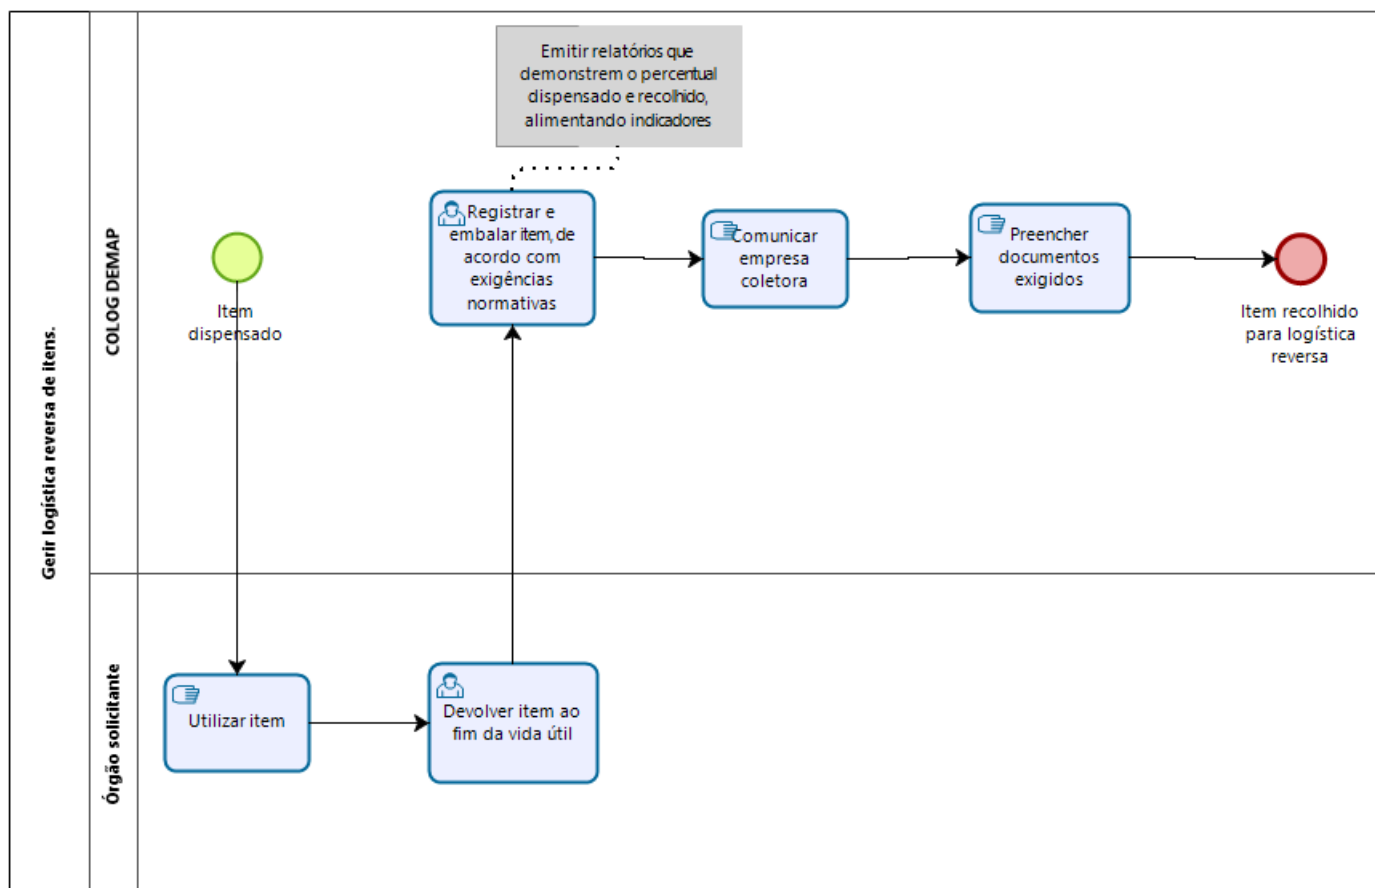 Gerir logística reversa de itens.
COLOG DEMAP
Emitir relatórios que
demonstrem o percentual
dispensado e recolhido,
alimentando indicadores
Item
dispensado
Registrar e
embalar item, de
acordo com
exigências
normativas
Comunicar
empresa
coletora
Preencher
documentos
exigidos
Item recolhido
para logística
reversa
Órgão solicitante
Utilizar item
Devolver item ao
fim da vida útil